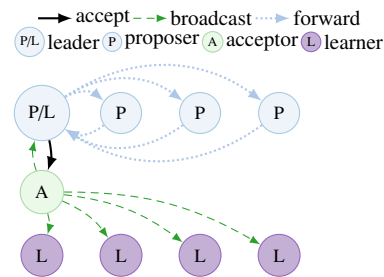 accept broadcast forward
P/L leader P proposer A acceptor L learner
P/L P P P
A
L L L L